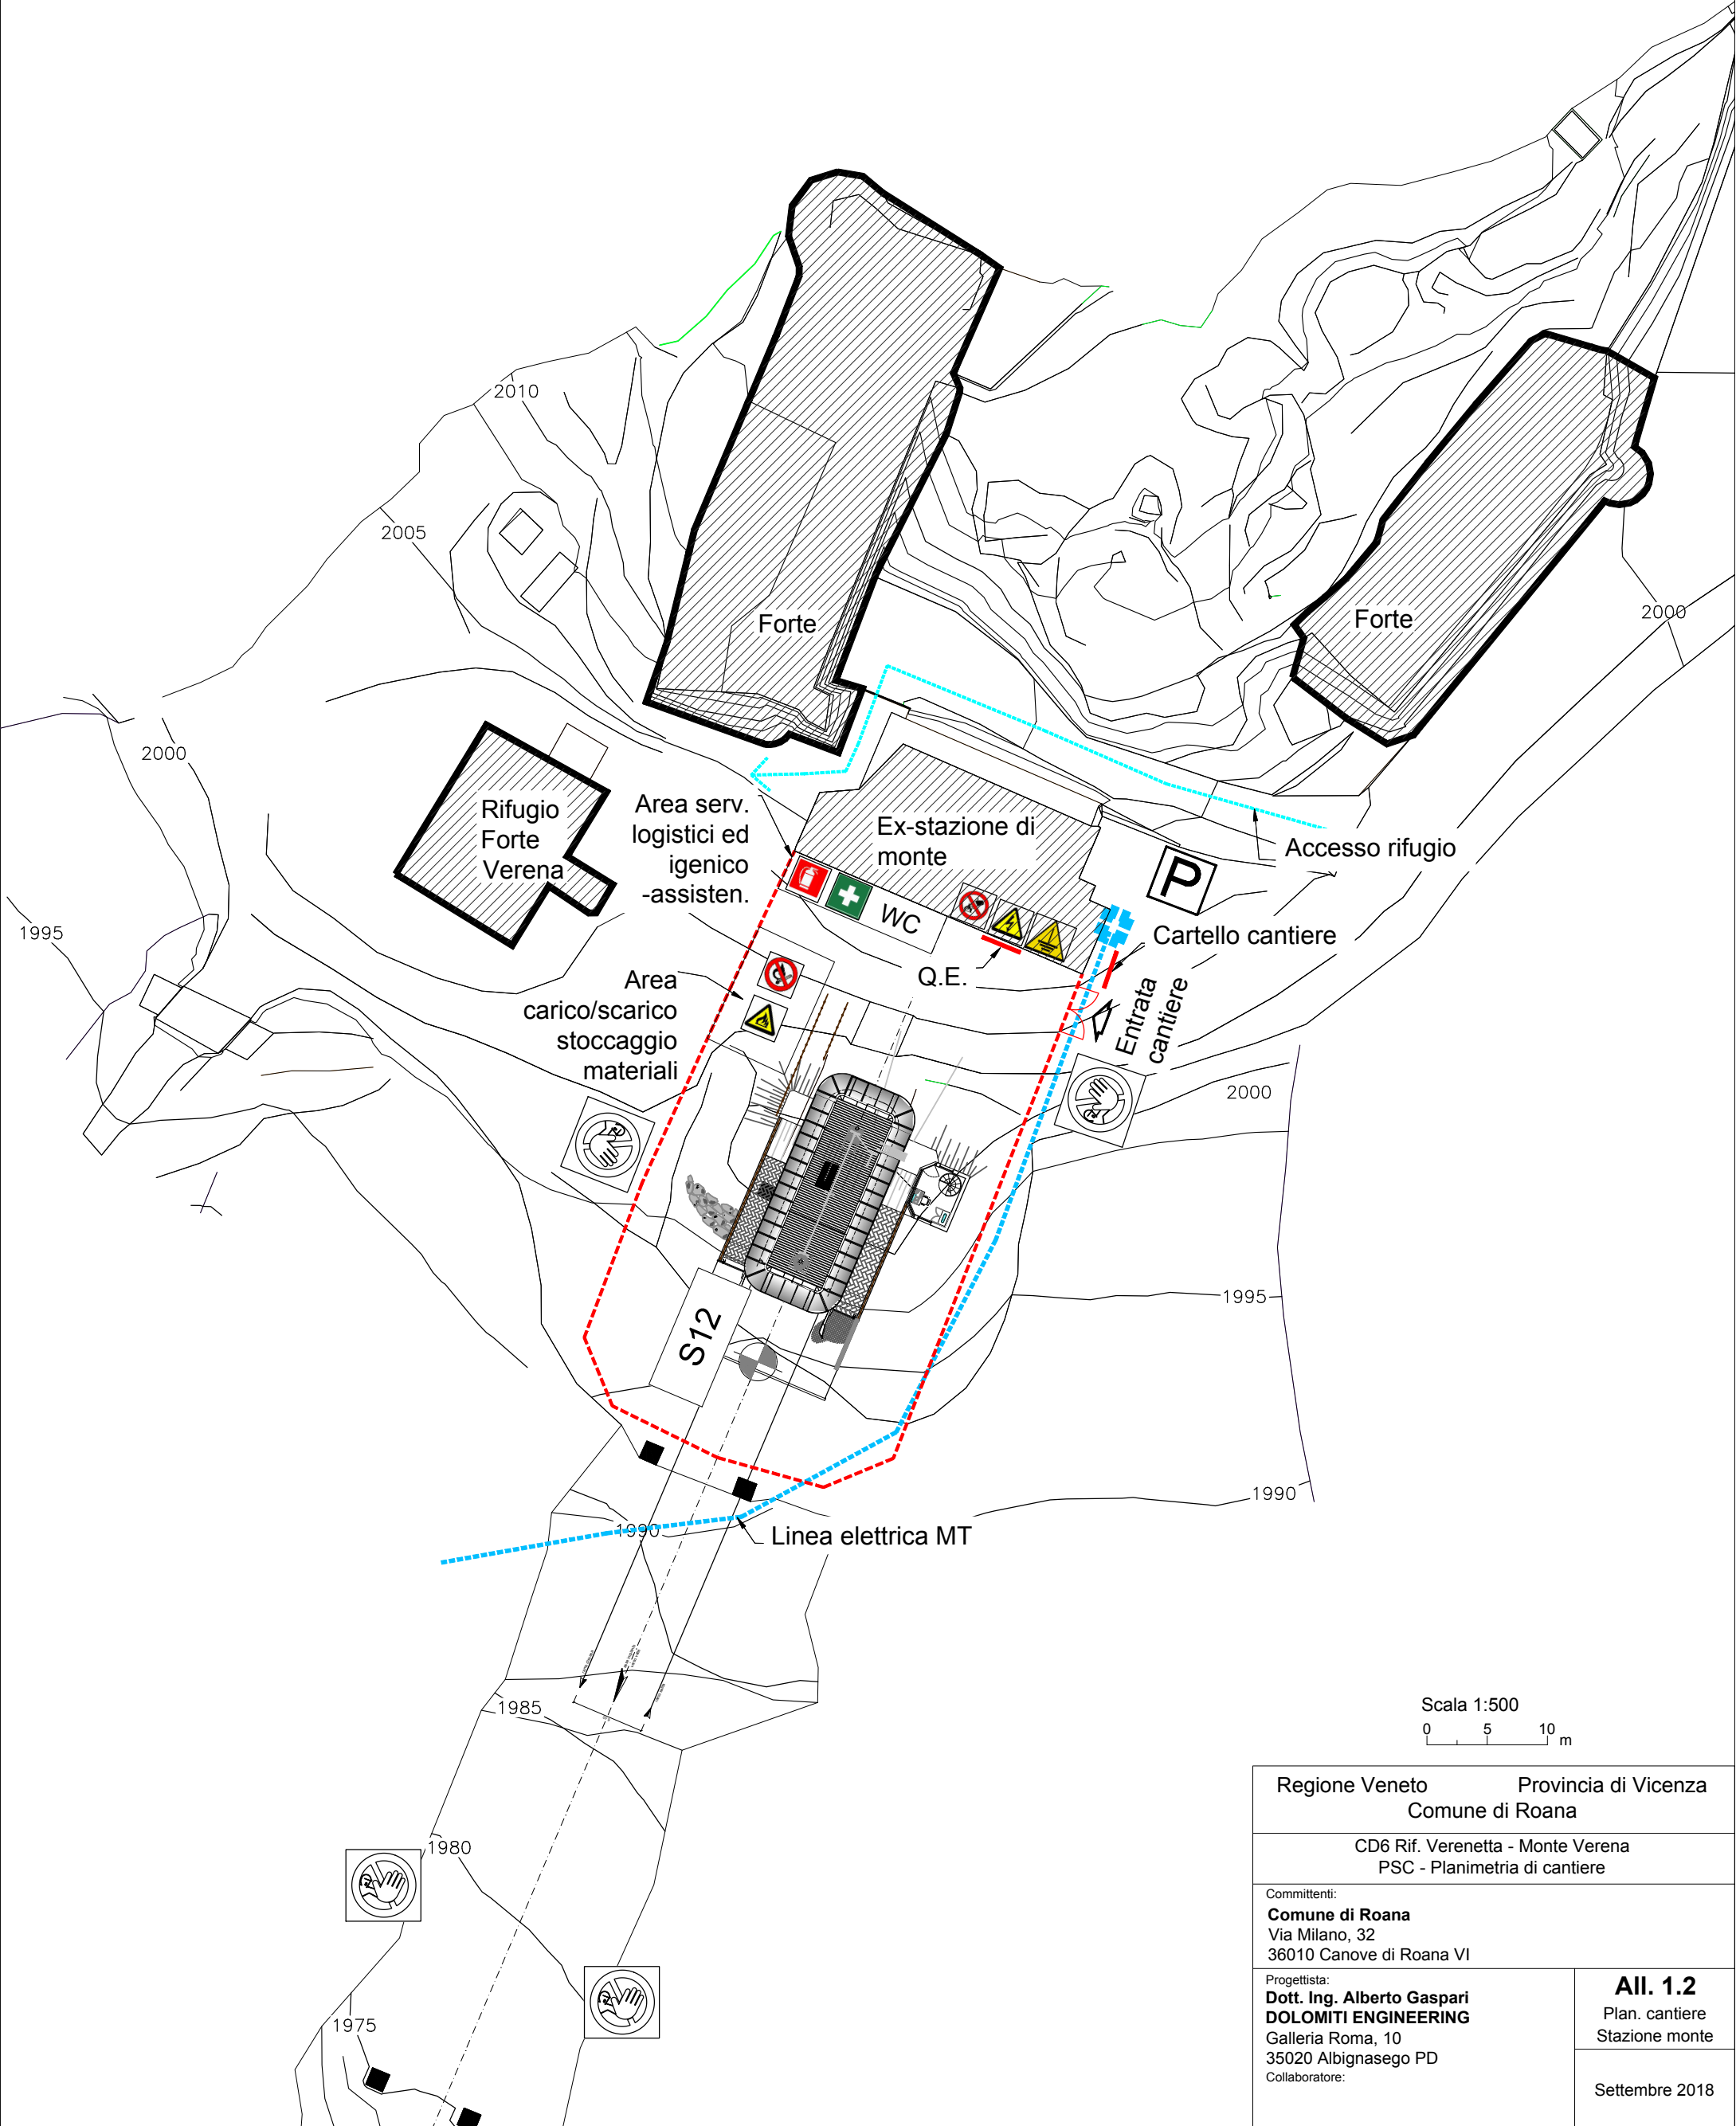 2010
2005
Forte
Forte
2000
2000
Rifugio
Forte
Verena
Area serv.
logistici ed
igenico
-assisten.
Ex-stazione di
monte
Accesso rifugio
P
WC
1995
Cartello cantiere
Q.E.
Area
carico/scarico
stoccaggio
materiali
Entrata
cantiere
2000
1995
S12
1990
1990
Linea elettrica MT
1985
1980
1975
Scala 1:500
0 5 10 m
Regione Veneto Provincia di Vicenza
Comune di Roana
CD6 Rif. Verenetta - Monte Verena
PSC - Planimetria di cantiere
Committenti:
Comune di Roana
Via Milano, 32
36010 Canove di Roana VI
Progettista:
Dott. Ing. Alberto Gaspari
DOLOMITI ENGINEERING
Galleria Roma, 10
35020 Albignasego PD
Collaboratore:
All. 1.2
Plan. cantiere
Stazione monte
Settembre 2018